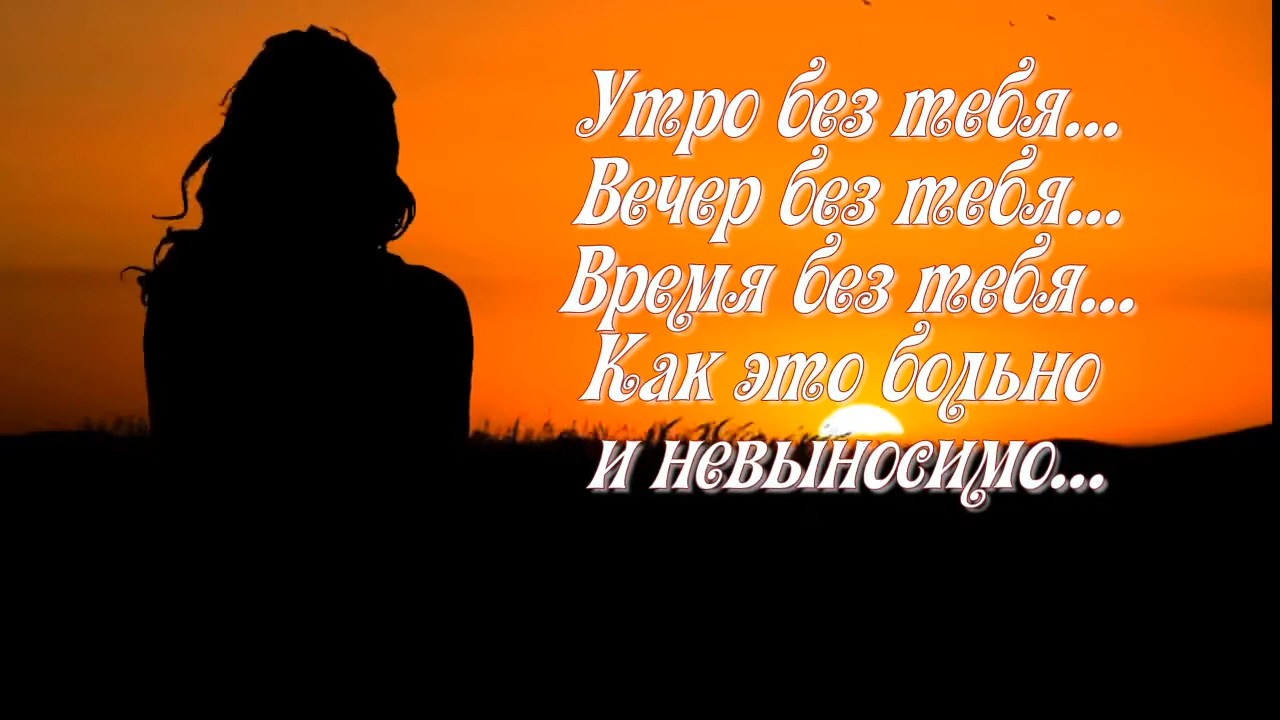 Утро без тебя...
Вечер без тебя...
Время без тебя...
Как это больно
и невыносимо...